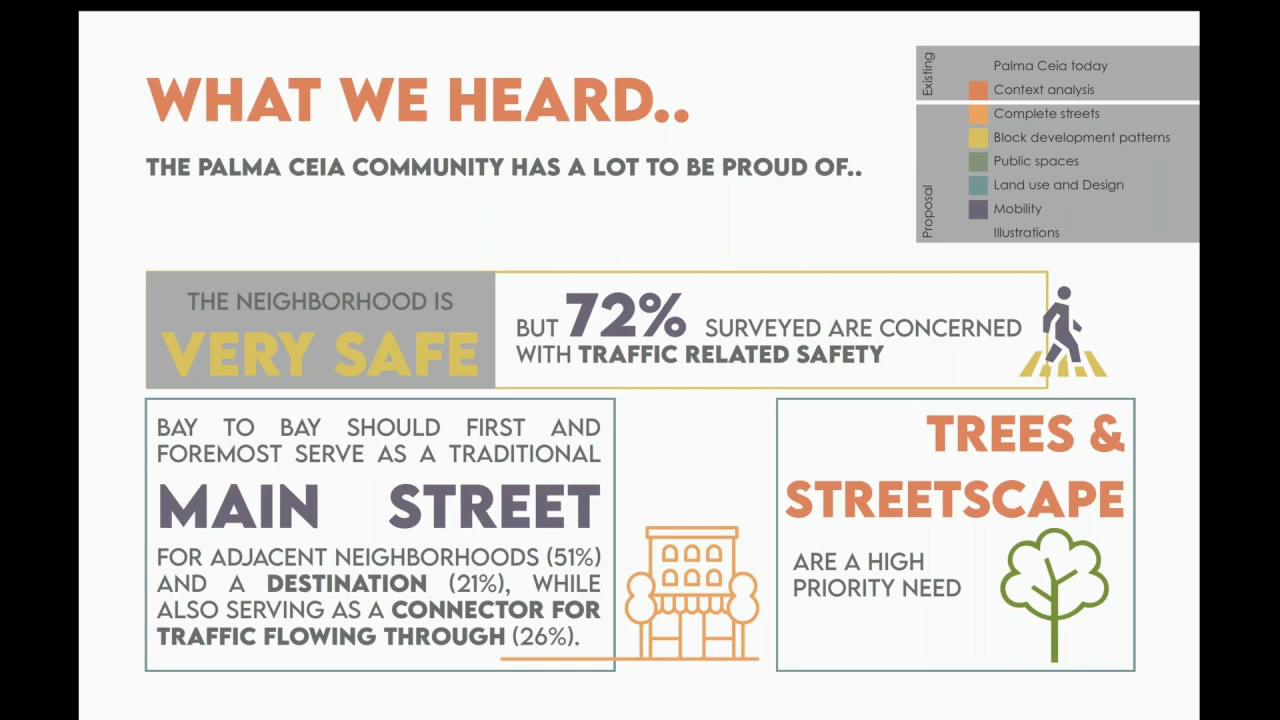 WHAT WE HEARD..
THE PALMA CEIA COMMUNITY HAS A LOT TO BE PROUD OF..
Existing
Palma Ceia today
Context analysis
Proposal
Complete streets
Block development patterns
Public spaces
Land use and Design
Mobility
Illustrations
THE NEIGHBORHOOD IS
VERY SAFE
BUT 72% SURVEYED ARE CONCERNED
WITH TRAFFIC RELATED SAFETY
BAY TO BAY SHOULD FIRST AND
FOREMOST SERVE AS A TRADITIONAL
MAIN STREET
FOR ADJACENT NEIGHBORHOODS (51%)
AND A DESTINATION (21%), WHILE
ALSO SERVING AS A CONNECTOR FOR
TRAFFIC FLOWING THROUGH (26%).
TREES &
STREETSCAPE
ARE A HIGH
PRIORITY NEED